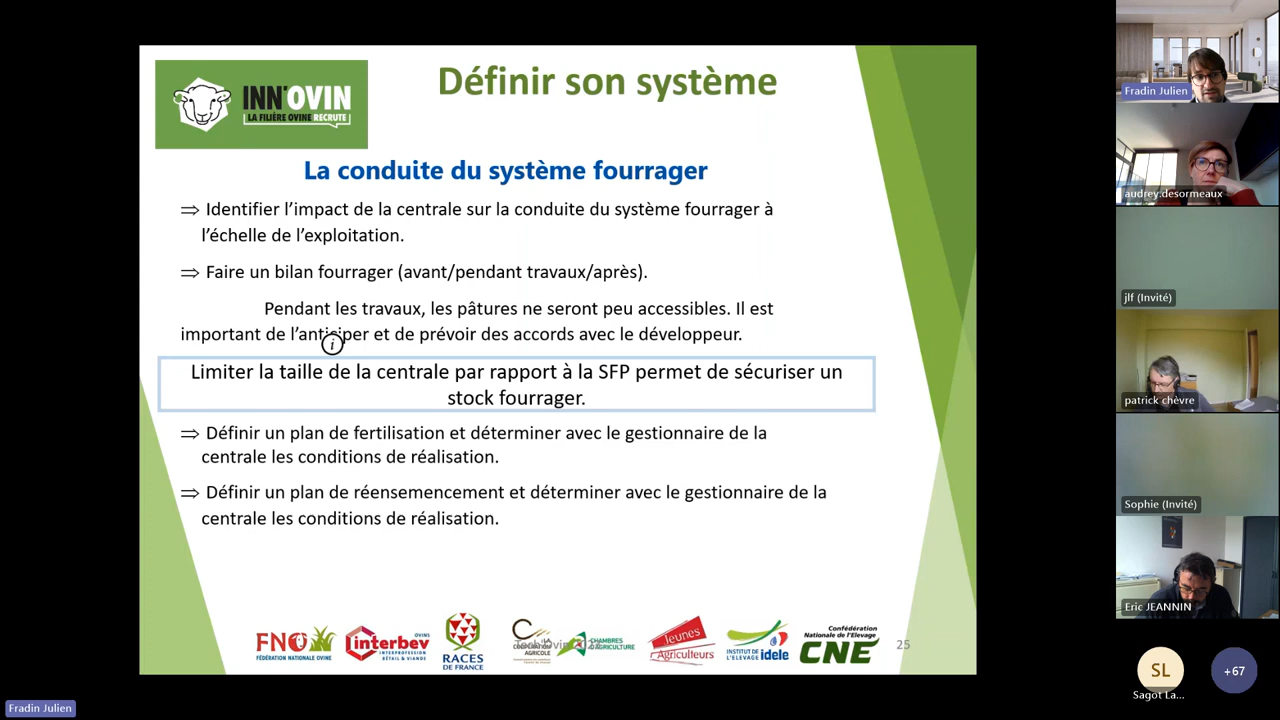 INN'OVIN
LA FILIÈRE OVINE RECRUTE
Définir son système
La conduite du système fourrager
⇒ Identifier l'impact de la centrale sur la conduite du système fourrager à
l'échelle de l'exploitation.
⇒ Faire un bilan fourrager (avant/pendant travaux/après).
Pendant les travaux, les pâtures ne seront peu accessibles. Il est
important de l'anticiper et de prévoir des accords avec le développeur.
i
Limiter la taille de la centrale par rapport à la SFP permet de sécuriser un
stock fourrager.
⇒ Définir un plan de fertilisation et déterminer avec le gestionnaire de la
centrale les conditions de réalisation.
⇒ Définir un plan de réensemencement et déterminer avec le gestionnaire de la
centrale les conditions de réalisation.
FNO
FÉDÉRATION NATIONALE OVINE
interbev
OVINS
INTERPROFESSION
BÉTAIL & VIANDE
RACES
DE FRANCE
LA COOPÉRATION
AGRICOLE
CHAMBRES
D'AGRICULTURE
Jeunes
Agriculteurs
INSTITUT DE
L'ELEVAGE idele
Confédération
Nationale de l'Elevage
CNE
25
Fradin Julien
audrey.desormeaux
jlf (Invité)
patrick chèvre
Sophie (Invité)
Eric JEANNIN
SL
Sagot La...
+67
Fradin Julien